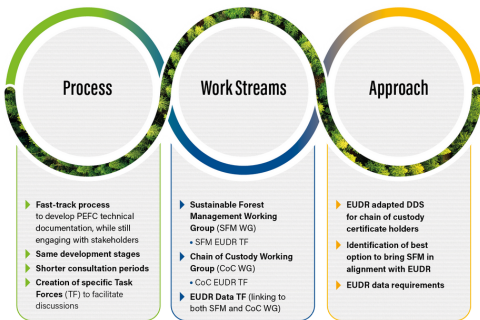 Process
Work Streams
Approach
Fast-track process
to develop PEFC technical
documentation, while still
engaging with stakeholders
Same development stages
Shorter consultation periods
Creation of specific Task
Forces (TF) to facilitate
discussions
Sustainable Forest
Management Working
Group (SFM WG)
• SFM EUDR TF
Chain of Custody Working
Group (CoC WG)
• CoC EUDR TF
EUDR Data TF (linking to
both SFM and CoC WG)
EUDR adapted DDS
for chain of custody
certificate holders
Identification of best
option to bring SFM in
alignment with EUDR
EUDR data requirements